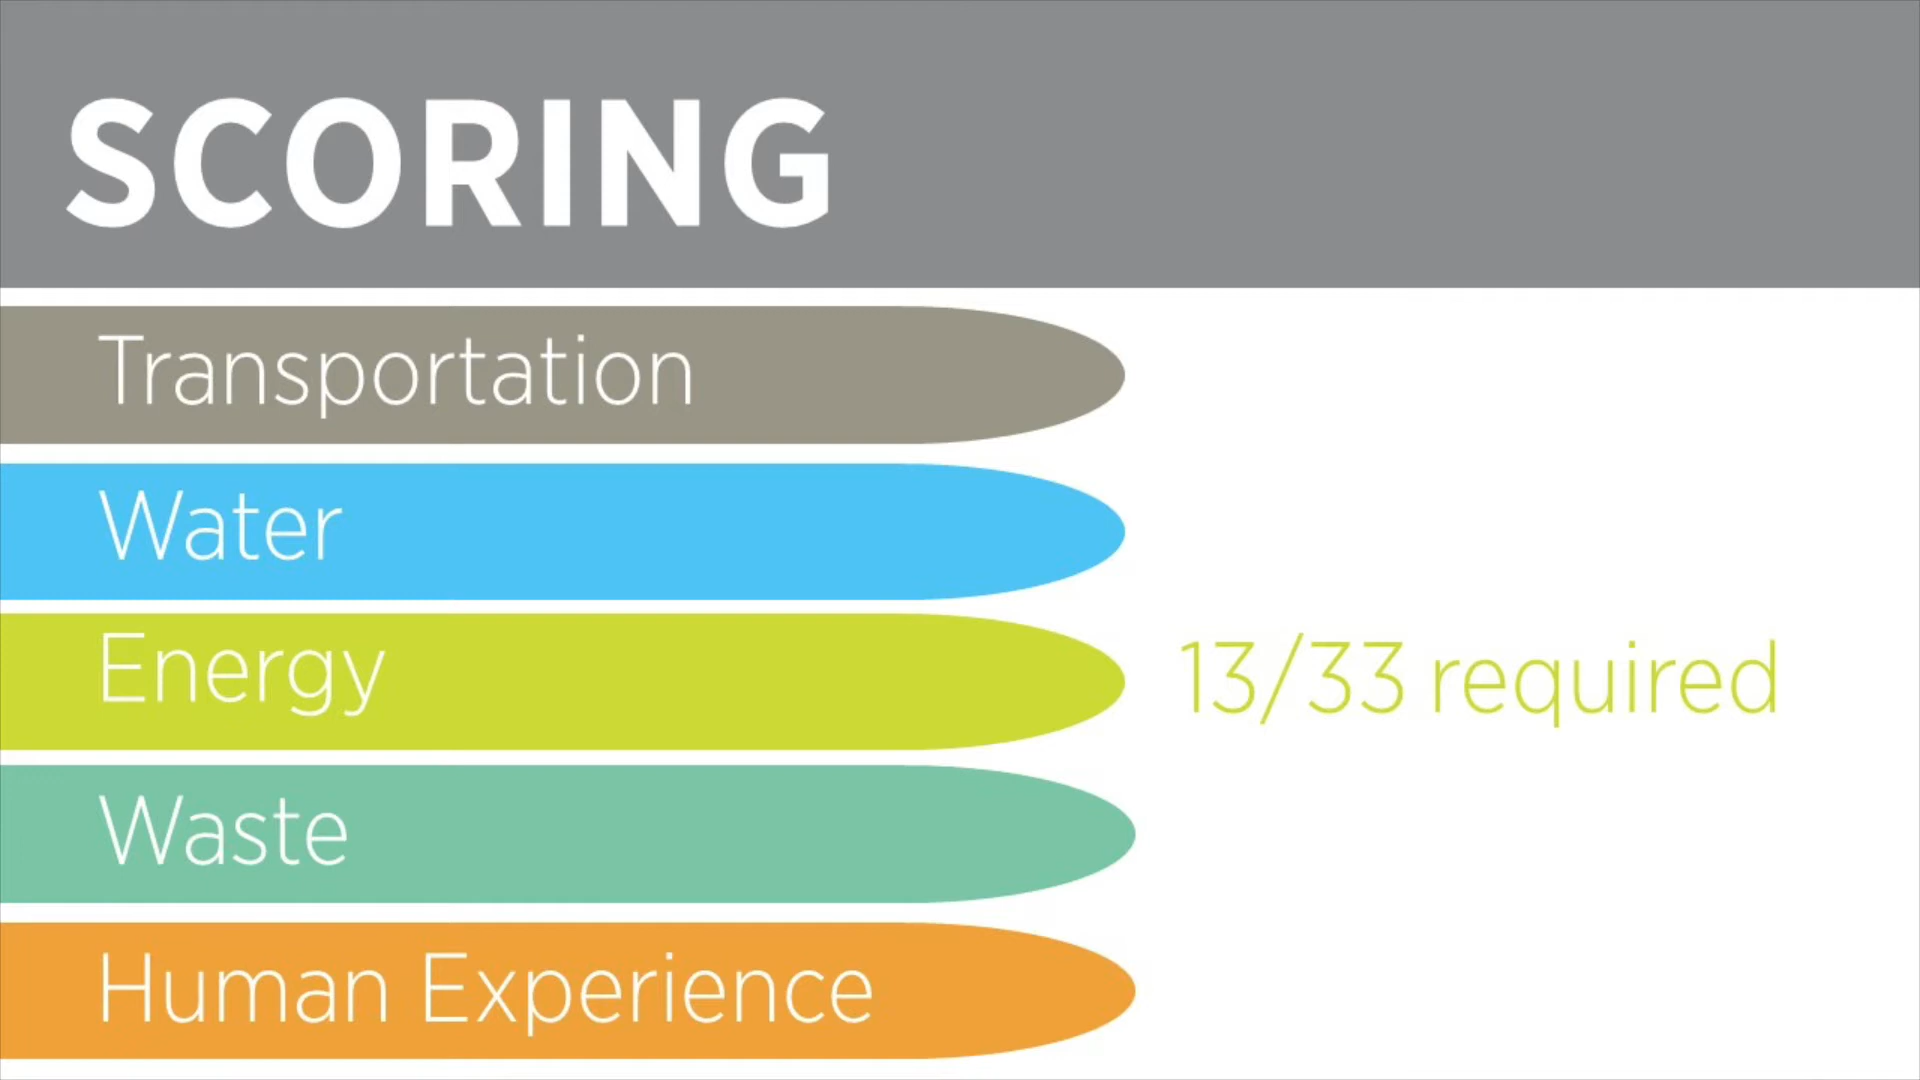 SCORING
Transportation
Water
Energy
13/33 required
Waste
Human Experience